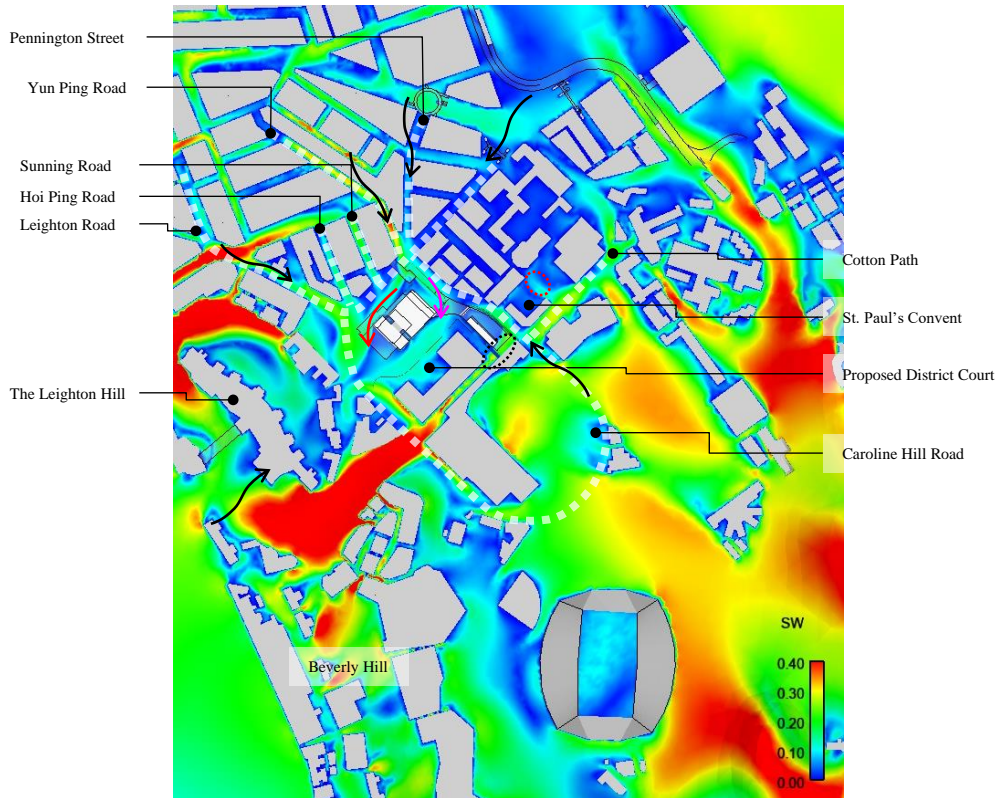 Pennington Street
Yun Ping Road
Sunning Road
Hoi Ping Road
Leighton Road
Cotton Path
St. Paul's Convent
Proposed District Court
The Leighton Hill
Caroline Hill Road
Beverly Hill
SW
0.40
0.30
0.20
0.10
0.00